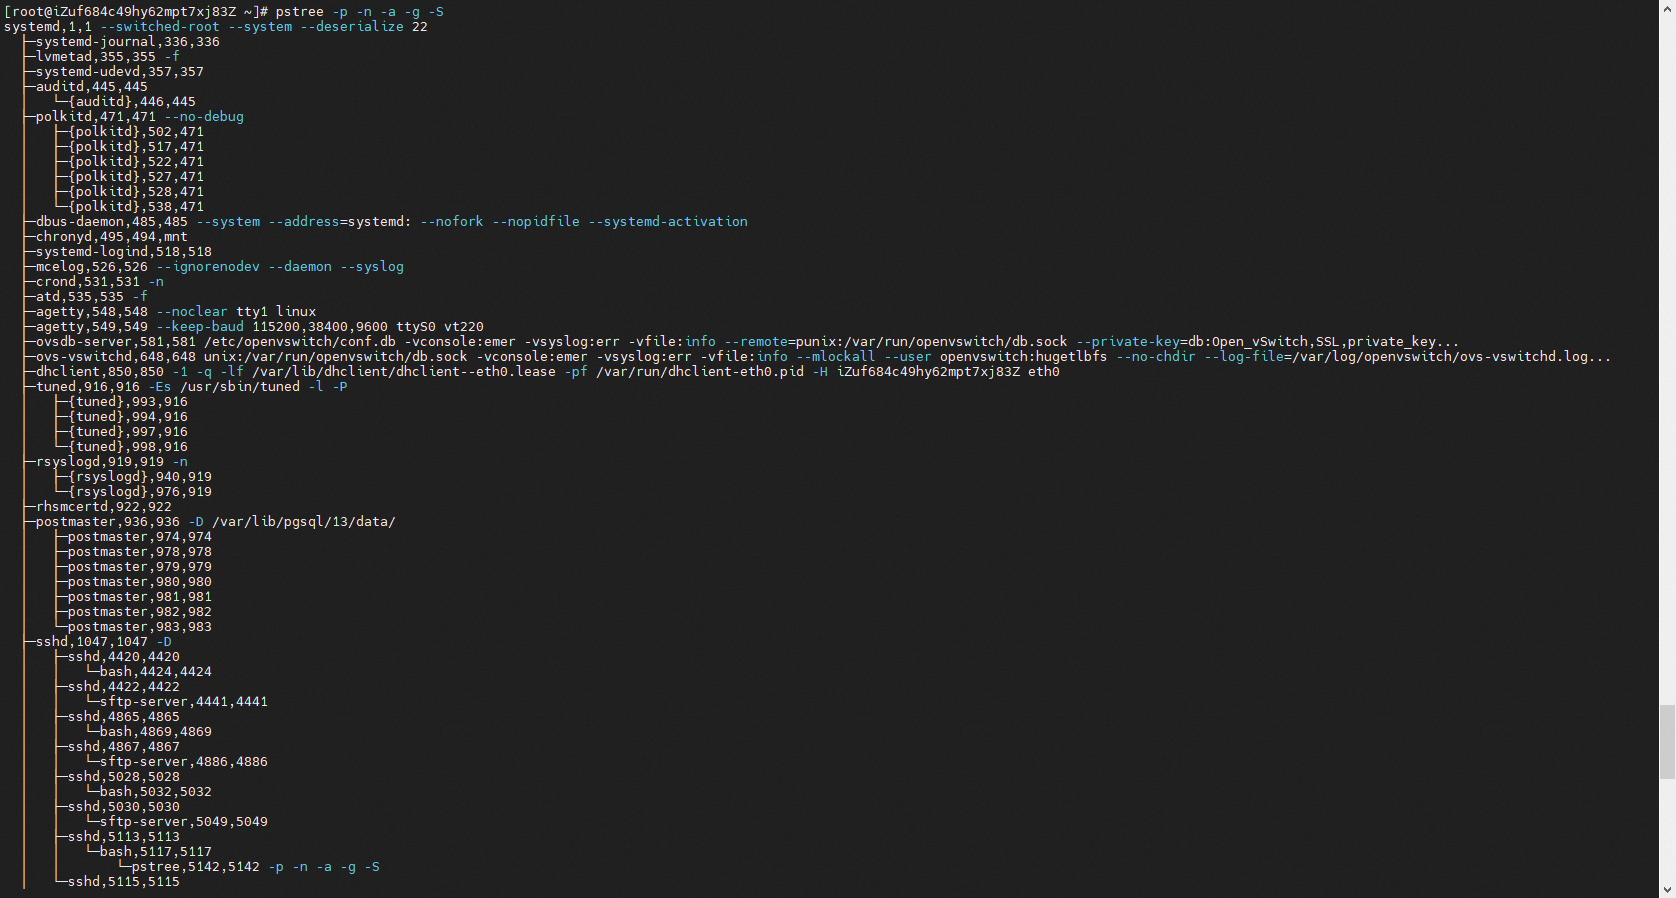 [root@iZuf684c49hy62mpt7xj83Z ~]# pstree -p -n -a -g -S
systemd,1,1 --switched-root --system --deserialize 22
  ├─systemd-journal,336,336
  ├─lvmetad,355,355 -f
  ├─systemd-udevd,357,357
  ├─auditd,445,445
  │   └─{auditd},446,445
  ├─polkitd,471,471 --no-debug
  │   ├─{polkitd},502,471
  │   ├─{polkitd},517,471
  │   ├─{polkitd},522,471
  │   ├─{polkitd},527,471
  │   ├─{polkitd},528,471
  │   └─{polkitd},538,471
  ├─dbus-daemon,485,485 --system --address=systemd: --nofork --nopidfile --systemd-activation
  ├─chronyd,495,494,mnt
  ├─systemd-logind,518,518
  ├─mcelog,526,526 --ignorenodev --daemon --syslog
  ├─crond,531,531 -n
  ├─atd,535,535 -f
  ├─agetty,548,548 --noclear tty1 linux
  ├─agetty,549,549 --keep-baud 115200,38400,9600 ttyS0 vt220
  ├─ovsdb-server,581,581 /etc/openvswitch/conf.db -vconsole:emer -vsyslog:err -vfile:info --remote=punix:/var/run/openvswitch/db.sock --private-key=db:Open_vSwitch,SSL,private_key...
  ├─ovs-vswitchd,648,648 unix:/var/run/openvswitch/db.sock -vconsole:emer -vsyslog:err -vfile:info --mlockall --user openvswitch:hugetlbfs --no-chdir --log-file=/var/log/openvswitch/ovs-vswitchd.log...
  ├─dhclient,850,850 -1 -q -lf /var/lib/dhclient/dhclient--eth0.lease -pf /var/run/dhclient-eth0.pid -H iZuf684c49hy62mpt7xj83Z eth0
  ├─tuned,916,916 -Es /usr/sbin/tuned -l -P
  │   ├─{tuned},993,916
  │   ├─{tuned},994,916
  │   ├─{tuned},997,916
  │   └─{tuned},998,916
  ├─rsyslogd,919,919 -n
  │   ├─{rsyslogd},940,919
  │   └─{rsyslogd},976,919
  ├─rhsmcertd,922,922
  ├─postmaster,936,936 -D /var/lib/pgsql/13/data/
  │   ├─postmaster,974,974
  │   ├─postmaster,978,978
  │   ├─postmaster,979,979
  │   ├─postmaster,980,980
  │   ├─postmaster,981,981
  │   ├─postmaster,982,982
  │   └─postmaster,983,983
  ├─sshd,1047,1047 -D
  │   ├─sshd,4420,4420
  │   │   └─bash,4424,4424
  │   ├─sshd,4422,4422
  │   │   └─sftp-server,4441,4441
  │   ├─sshd,4865,4865
  │   │   └─bash,4869,4869
  │   ├─sshd,4867,4867
  │   │   └─sftp-server,4886,4886
  │   ├─sshd,5028,5028
  │   │   └─bash,5032,5032
  │   ├─sshd,5030,5030
  │   │   └─sftp-server,5049,5049
  │   ├─sshd,5113,5113
  │   │   └─bash,5117,5117
  │   │       └─pstree,5142,5142 -p -n -a -g -S
  │   └─sshd,5115,5115